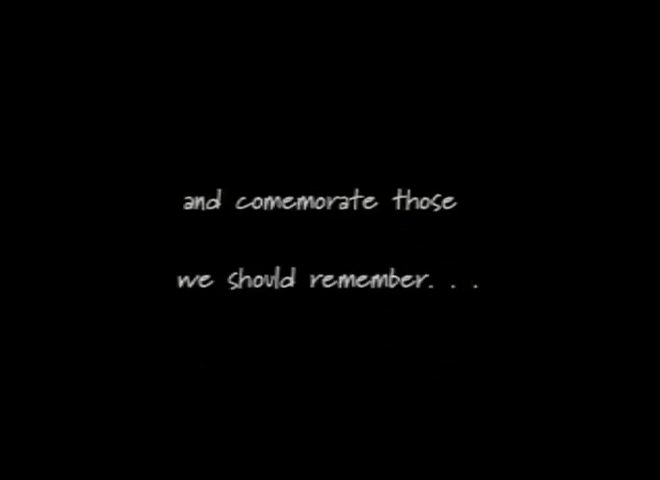 and comemorate those
we should remember. . .